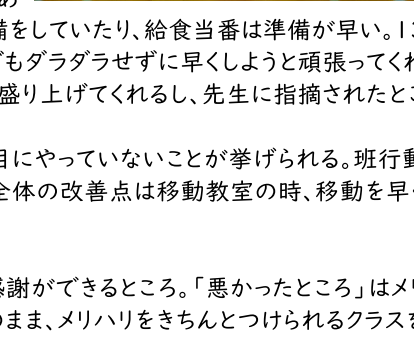 備をしていたり、給食当番は準備が早い。1
もダラダラせずに早くしようと頑張ってく
盛り上げてくれるし、先生に指摘されたとこ
目にやっていないことが挙げられる。班行動
全体の改善点は移動教室の時、移動を早
感謝ができるところ。「悪かったところ」はメリ
のまま、メリハリをきちんとつけられるクラスを